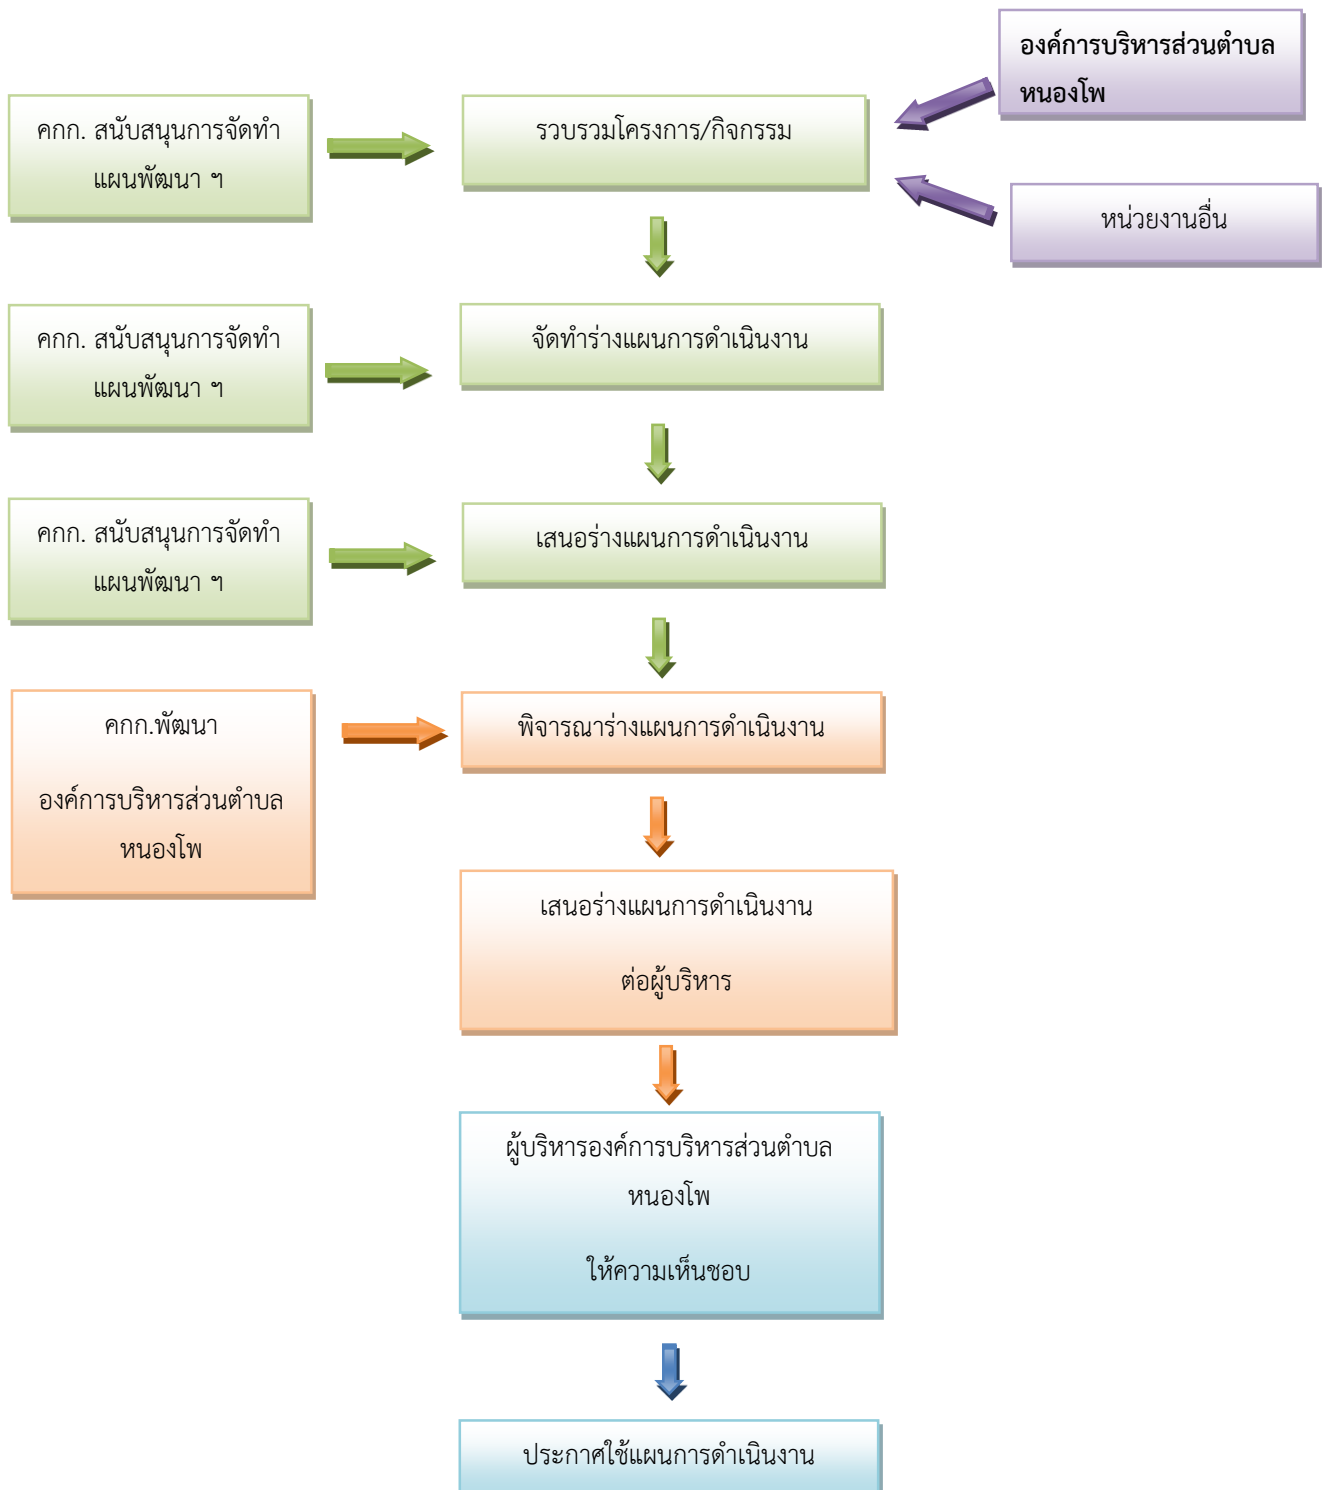 องค์การบริหารส่วนตำบล
หนองโพ
คกก. สนับสนุนการจัดทำ
แผนพัฒนา ฯ
รวบรวมโครงการ/กิจกรรม
หน่วยงานอื่น
คกก. สนับสนุนการจัดทำ
แผนพัฒนา ฯ
จัดทำร่างแผนการดำเนินงาน
คกก. สนับสนุนการจัดทำ
แผนพัฒนา ฯ
เสนอร่างแผนการดำเนินงาน
คกก.พัฒนา
องค์การบริหารส่วนตำบล
หนองโพ
พิจารณาร่างแผนการดำเนินงาน
เสนอร่างแผนการดำเนินงาน
ต่อผู้บริหาร
ผู้บริหารองค์การบริหารส่วนตำบล
หนองโพ
ให้ความเห็นชอบ
ประกาศใช้แผนการดำเนินงาน